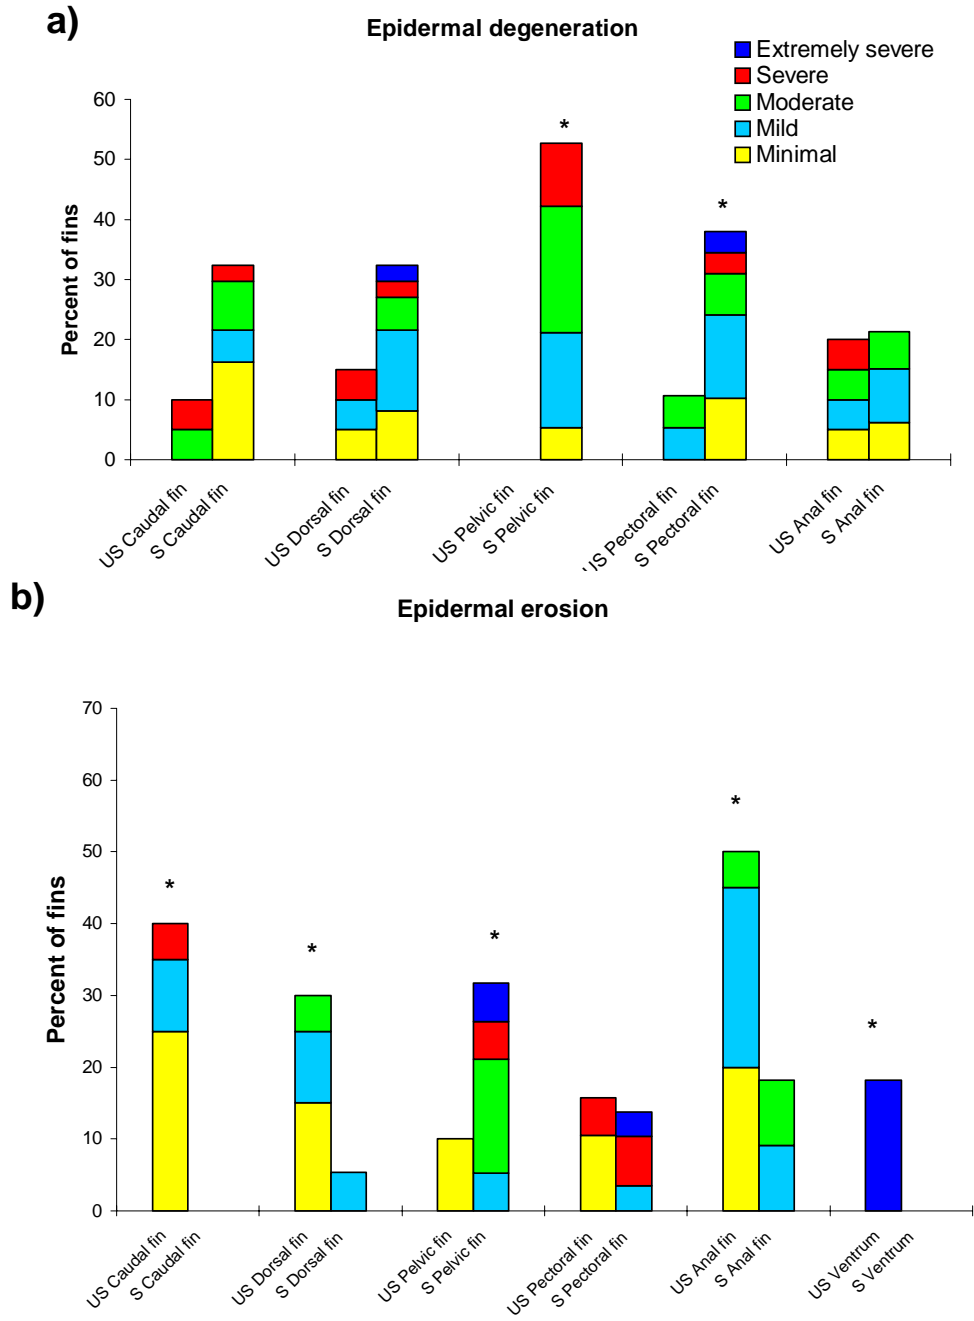 a)
Epidermal degeneration
Extremely severe
Severe
Moderate
Mild
Minimal
Percent of fins
60
50
40
30
20
10
0
*
*
US Caudal fin
S Caudal fin
US Dorsal fin
S Dorsal fin
US Pelvic fin
S Pelvic fin
US Pectoral fin
S Pectoral fin
US Anal fin
S Anal fin
b)
Epidermal erosion
Percent of fins
70
60
50
40
30
20
10
0
*
*
*
*
*
US Caudal fin
S Caudal fin
US Dorsal fin
S Dorsal fin
US Pelvic fin
S Pelvic fin
US Pectoral fin
S Pectoral fin
US Anal fin
S Anal fin
US Ventrum
S Ventrum